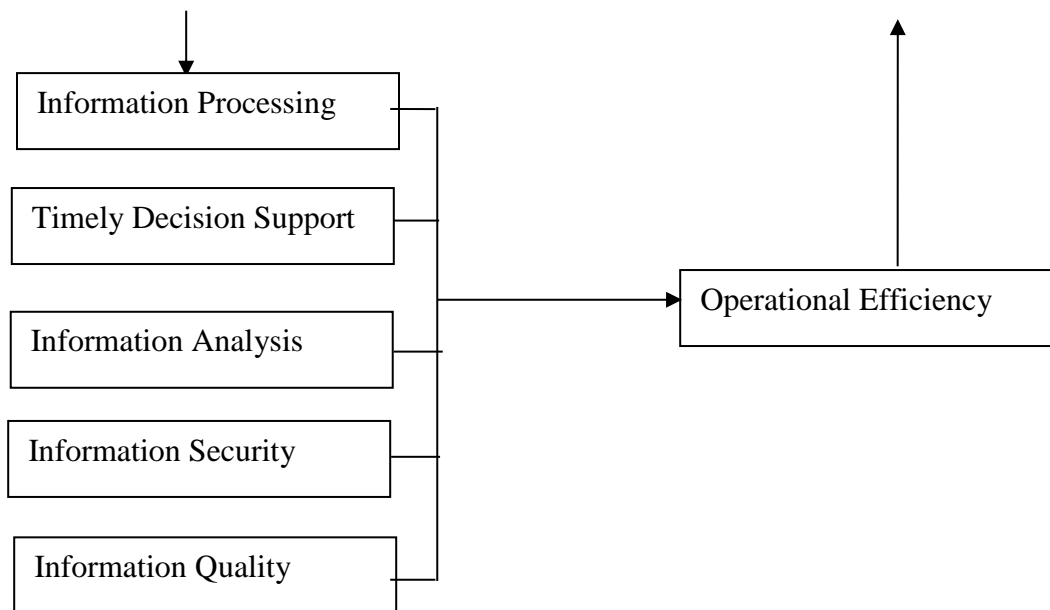 Information Processing
Timely Decision Support
Operational Efficiency
Information Analysis
Information Security
Information Quality